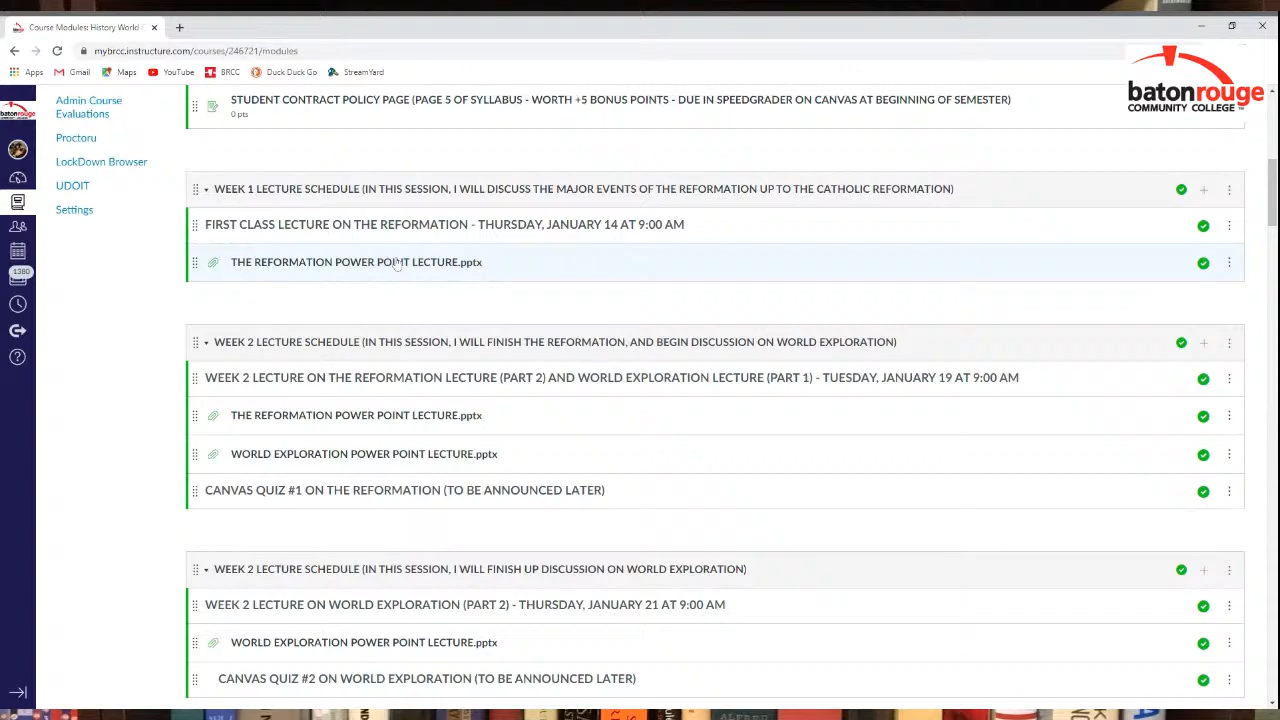 Course Modules: History World C
mybrcc.instructure.com/courses/246721/modules
Apps Gmail Maps YouTube BRCC Duck Duck Go StreamYard
batonrouge
COMMUNITY COLLEGE
Admin Course
Evaluations
Proctoru
LockDown Browser
UDOIT
Settings
1380
STUDENT CONTRACT POLICY PAGE (PAGE 5 OF SYLLABUS - WORTH +5 BONUS POINTS - DUE IN SPEEDGRADER ON CANVAS AT BEGINNING OF SEMESTER)
0 pts
WEEK 1 LECTURE SCHEDULE (IN THIS SESSION, I WILL DISCUSS THE MAJOR EVENTS OF THE REFORMATION UP TO THE CATHOLIC REFORMATION)
FIRST CLASS LECTURE ON THE REFORMATION - THURSDAY, JANUARY 14 AT 9:00 AM
THE REFORMATION POWER POINT LECTURE.pptx
WEEK 2 LECTURE SCHEDULE (IN THIS SESSION, I WILL FINISH THE REFORMATION, AND BEGIN DISCUSSION ON WORLD EXPLORATION)
WEEK 2 LECTURE ON THE REFORMATION LECTURE (PART 2) AND WORLD EXPLORATION LECTURE (PART 1) - TUESDAY, JANUARY 19 AT 9:00 AM
THE REFORMATION POWER POINT LECTURE.pptx
WORLD EXPLORATION POWER POINT LECTURE.pptx
CANVAS QUIZ #1 ON THE REFORMATION (TO BE ANNOUNCED LATER)
WEEK 2 LECTURE SCHEDULE (IN THIS SESSION, I WILL FINISH UP DISCUSSION ON WORLD EXPLORATION)
WEEK 2 LECTURE ON WORLD EXPLORATION (PART 2) - THURSDAY, JANUARY 21 AT 9:00 AM
WORLD EXPLORATION POWER POINT LECTURE.pptx
CANVAS QUIZ #2 ON WORLD EXPLORATION (TO BE ANNOUNCED LATER)